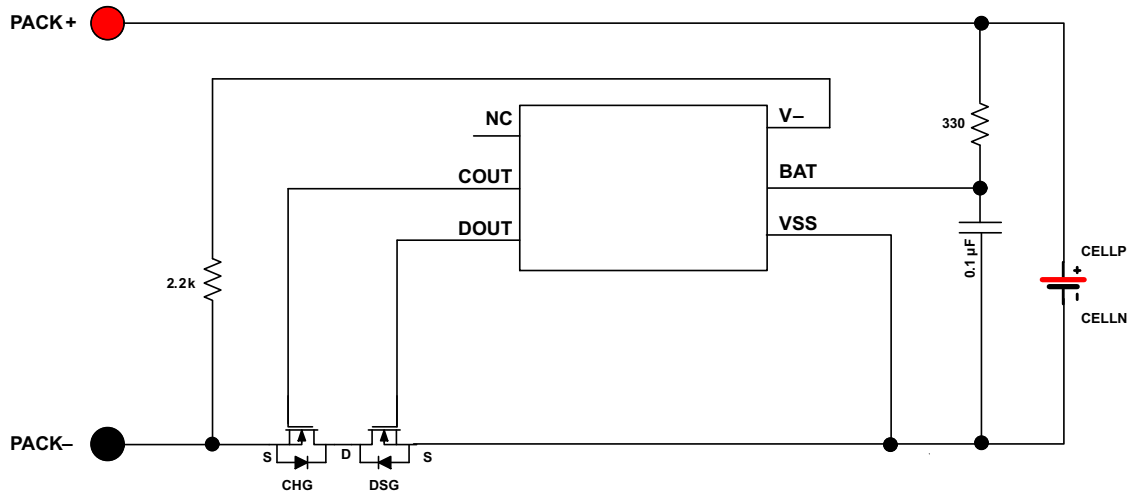 PACK+
NC
V–
330
COUT
BAT
DOUT
VSS
0.1 µF
CELLP
+
2.2k
-
CELLN
PACK–
S
D
S
CHG
DSG